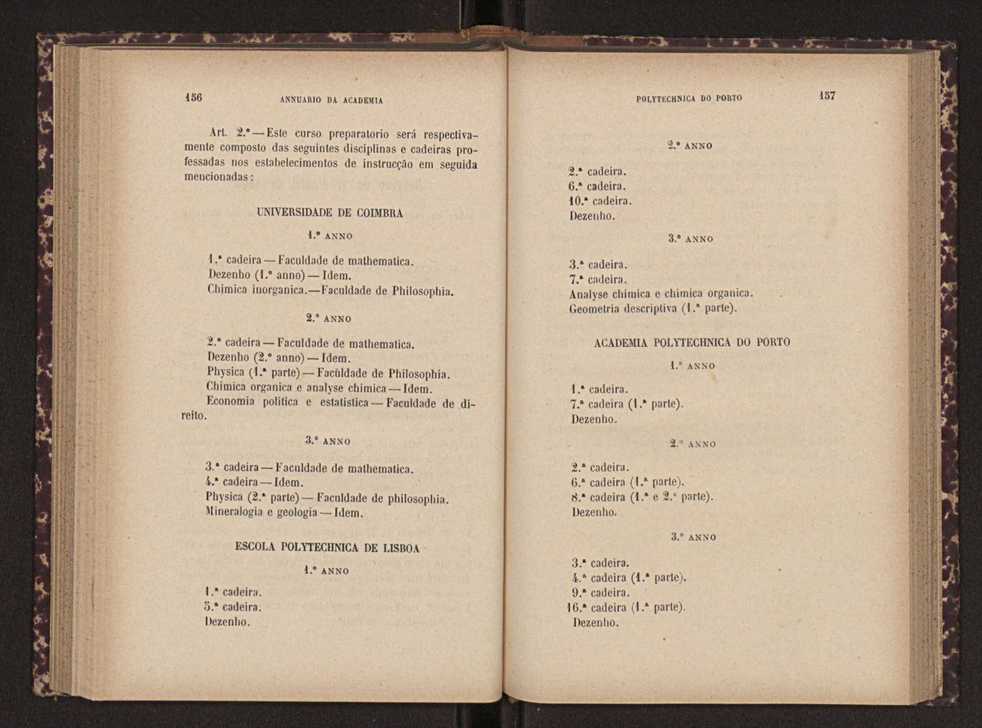 156
ANNUARIO DA ACADEMIA
Art. 2.º — Este curso preparatorio será respectiva-
mente composto das seguintes disciplinas e cadeiras pro-
fessadas nos estabelecimentos de instrucção em seguida
mencionadas:
UNIVERSIDADE DE COIMBRA
1.º ANNO
1.ª cadeira — Faculdade de mathematica.
Dezenho (1.º anno) — Idem.
Chimica inorganica.—Faculdade de Philosophia.
2.º ANNO
2.ª cadeira — Faculdade de mathematica.
Dezenho (2.º anno) — Idem.
Physica (1.ª parte) — Faculdade de Philosophia.
Chimica organica e analyse chimica — Idem.
Economia politica e estatistica — Faculdade de di-
reito.
3.º ANNO
3.ª cadeira — Faculdade de mathematica.
4.ª cadeira — Idem.
Physica (2.ª parte) — Faculdade de philosophia.
Mineralogia e geologia — Idem.
ESCOLA POLYTECHNICA DE LISBOA
1.º ANNO
1.ª cadeira.
5.ª cadeira.
Dezenho.
POLYTECHNICA DO PORTO
157
2.º ANNO
2.ª cadeira.
6.ª cadeira.
10.ª cadeira.
Dezenho.
3.º ANNO
3.ª cadeira.
7.ª cadeira.
Analyse chimica e chimica organica.
Geometria descriptiva (1.ª parte).
ACADEMIA POLYTECHNICA DO PORTO
1.º ANNO
1.ª cadeira.
7.ª cadeira (1.ª parte).
Dezenho.
2.º ANNO
2.ª cadeira.
6.ª cadeira (1.ª parte).
8.ª cadeira (1.ª e 2.ª parte).
Dezenho.
3.º ANNO
3.ª cadeira.
4.ª cadeira (1.ª parte).
9.ª cadeira.
16.ª cadeira (1.ª parte).
Dezenho.